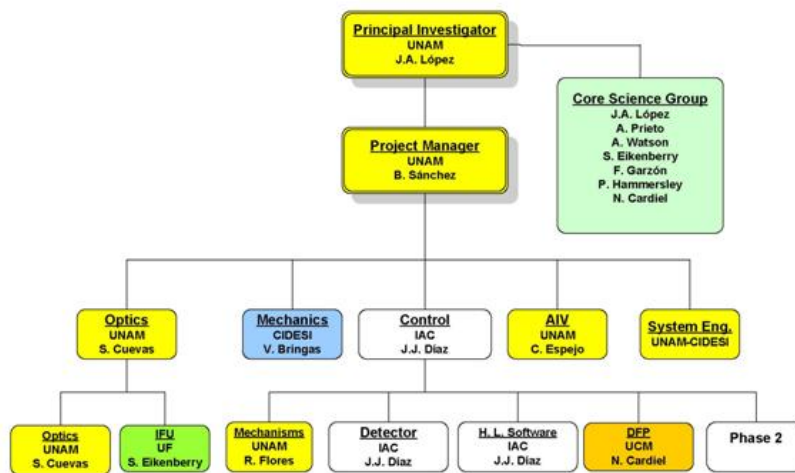 Principal Investigator
UNAM
J.A. López
Core Science Group
J.A. López
A. Prieto
A. Watson
S. Eikenberry
F. Garzón
P. Hammersley
N. Cardiel
Project Manager
UNAM
B. Sánchez
Optics
UNAM
S. Cuevas
Mechanics
CIDESI
V. Bringas
Control
IAC
J.J. Díaz
AIV
UNAM
C. Espejo
System Eng.
UNAM-CIDESI
Optics
UNAM
S. Cuevas
IFU
UF
S. Eikenberry
Mechanisms
UNAM
R. Flores
Detector
IAC
J.J. Díaz
H. L. Software
IAC
J.J. Díaz
DFP
UCM
N. Cardiel
Phase 2